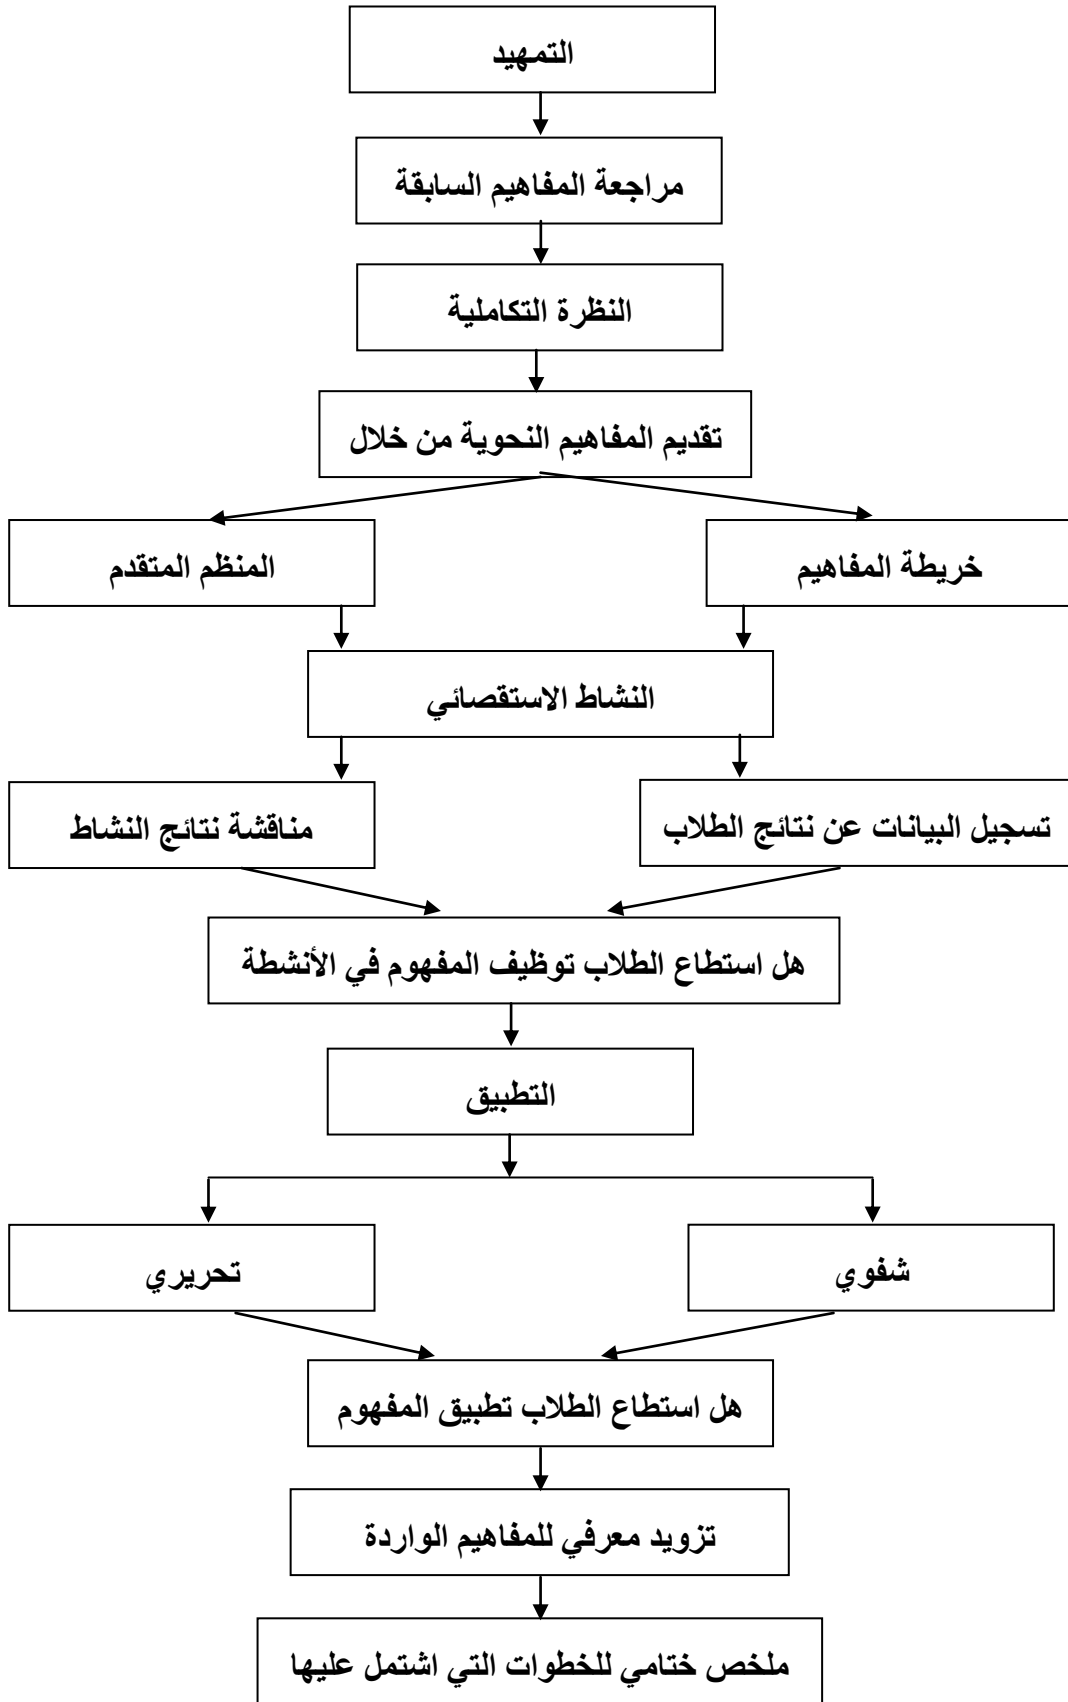 التمهيد
مراجعة المفاهيم السابقة
النظرة التكاملية
تقديم المفاهيم النحوية من خلال
خريطة المفاهيم
المنظم المتقدم
النشاط الاستقصائي
تسجيل البيانات عن نتائج الطلاب
مناقشة نتائج النشاط
هل استطاع الطلاب توظيف المفهوم في الأنشطة
التطبيق
شفوي
تحريري
هل استطاع الطلاب تطبيق المفهوم
تزويد معرفي للمفاهيم الواردة
ملخص ختامي للخطوات التي اشتمل عليها